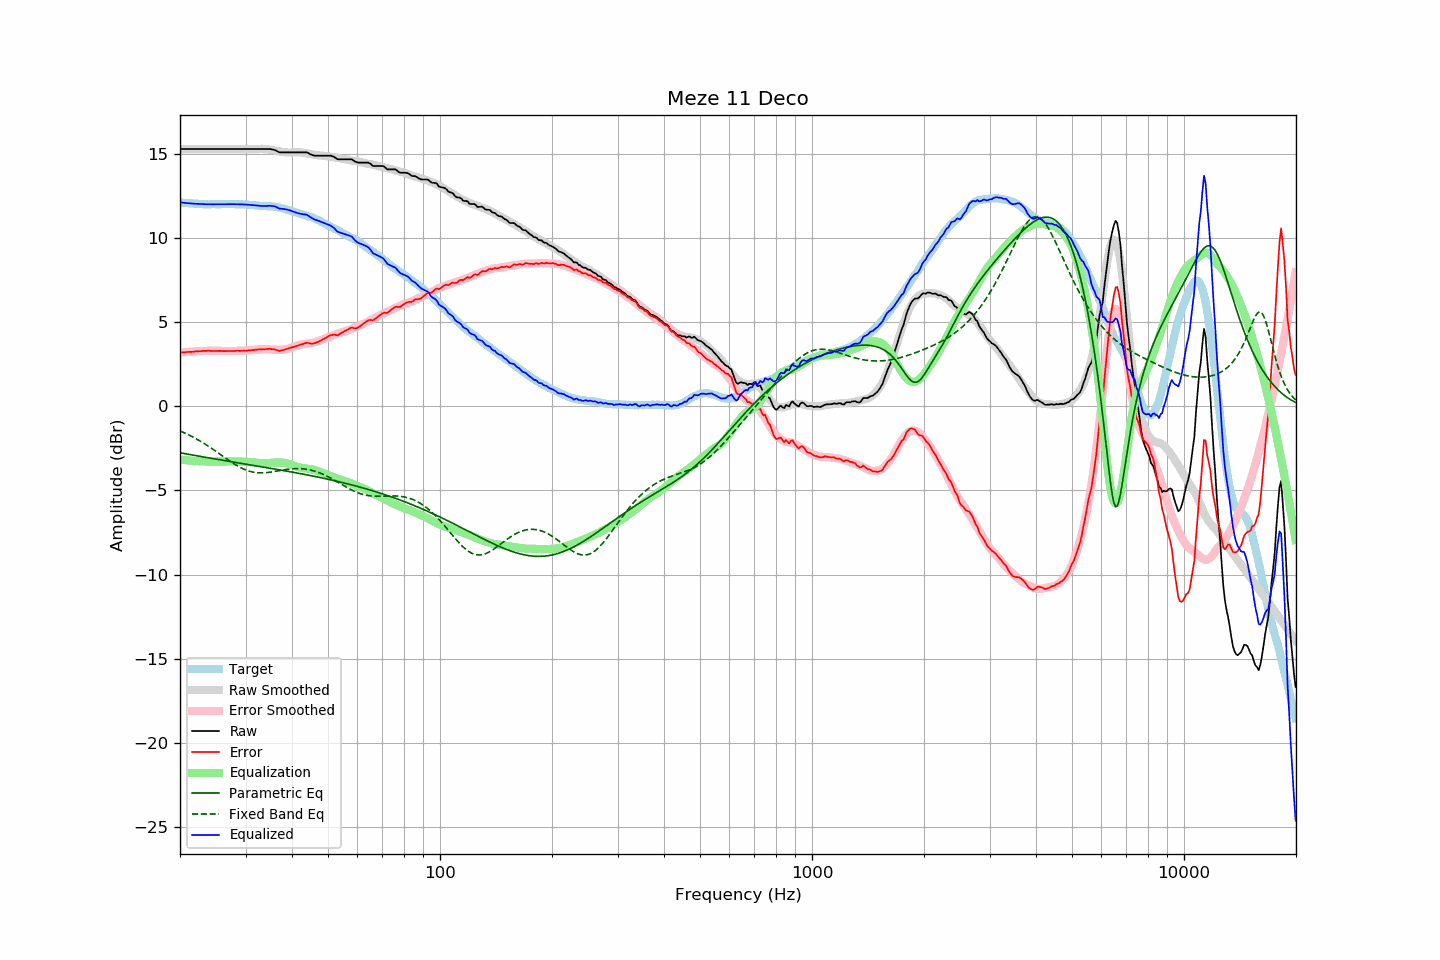 Meze 11 Deco
Amplitude (dBr)
15
10
5
0
−5
−10
−15
−20
−25
Target
Raw Smoothed
Error Smoothed
Raw
Error
Equalization
Parametric Eq
Fixed Band Eq
Equalized
100
1000
10000
Frequency (Hz)